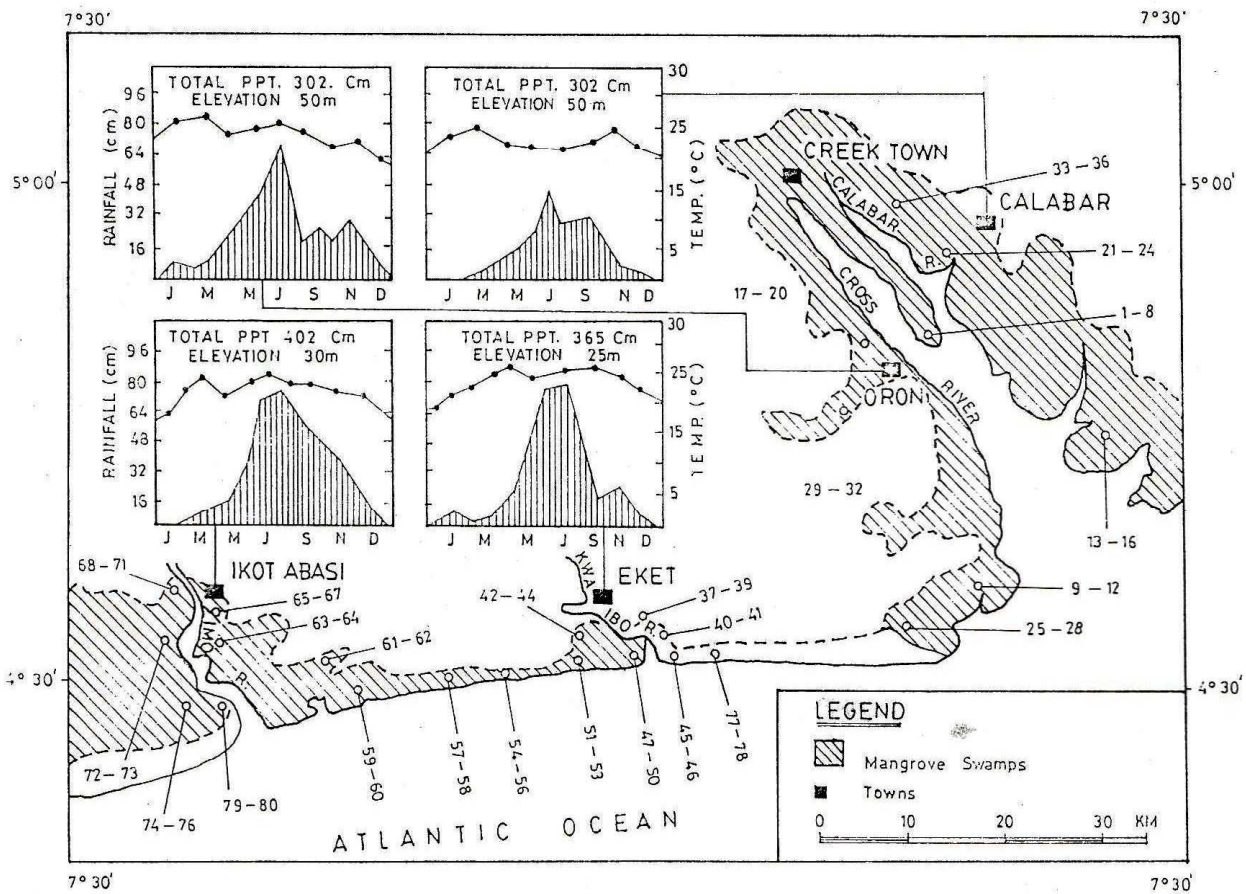 7°30'
7°30'
TOTAL PPT. 302. Cm
ELEVATION 50m
RAINFALL (cm)
96
80
64
48
32
16
J M M J S N D
TOTAL PPT. 302 Cm
ELEVATION 50m
30
25
15
5
TEMP. (°C)
J M M J S N D
TOTAL PPT 402 Cm
ELEVATION 30m
RAINFALL (cm)
96
80
64
48
32
16
J M M J S N D
TOTAL PPT. 365 Cm
ELEVATION 25m
30
25
20
15
5
TEMP. (°C)
J M M J S N D
5°00'
5°00'
CREEK TOWN
33-36
CALABAR
CALABAR R.
21-24
17-20
CROSS RIVER
1-8
ORON
29-32
13-16
9-12
25-28
68-71
IKOT ABASI
65-67
63-64
IMO R.
61-62
KWA IBO R.
EKET
42-44
37-39
40-41
4°30'
4°30'
72-73
74-76
79-80
59-60
57-58
54-56
51-53
47-50
45-46
77-78
ATLANTIC OCEAN
LEGEND
Mangrove Swamps
Towns
0 10 20 30 KM
7°30'
7°30'